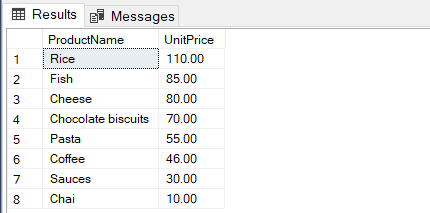 Results Messages
ProductName UnitPrice
1 Rice 110.00
2 Fish 85.00
3 Cheese 80.00
4 Chocolate biscuits 70.00
5 Pasta 55.00
6 Coffee 46.00
7 Sauces 30.00
8 Chai 10.00